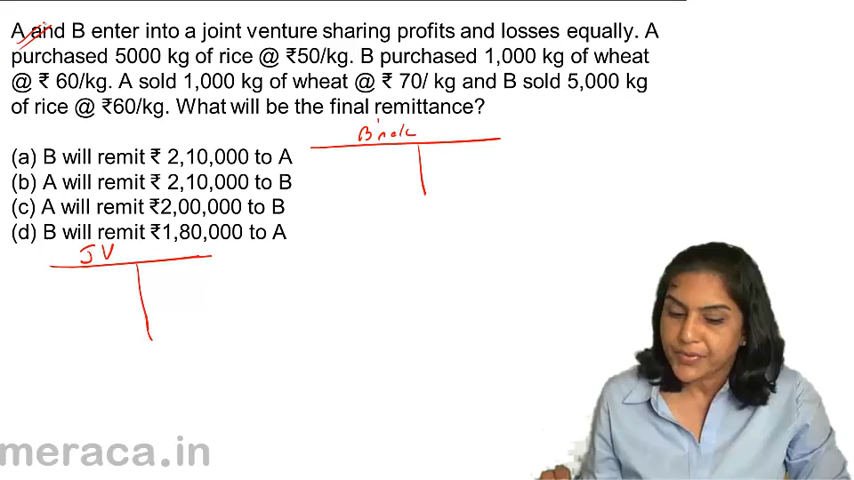 A and B enter into a joint venture sharing profits and losses equally. A
purchased 5000 kg of rice @ ₹50/kg. B purchased 1,000 kg of wheat
@ ₹ 60/kg. A sold 1,000 kg of wheat @ ₹ 70/ kg and B sold 5,000 kg
of rice @ ₹60/kg. What will be the final remittance?
(a) B will remit ₹ 2,10,000 to A
(b) A will remit ₹ 2,10,000 to B
(c) A will remit ₹2,00,000 to B
(d) B will remit ₹1,80,000 to A
JV
meraca.in